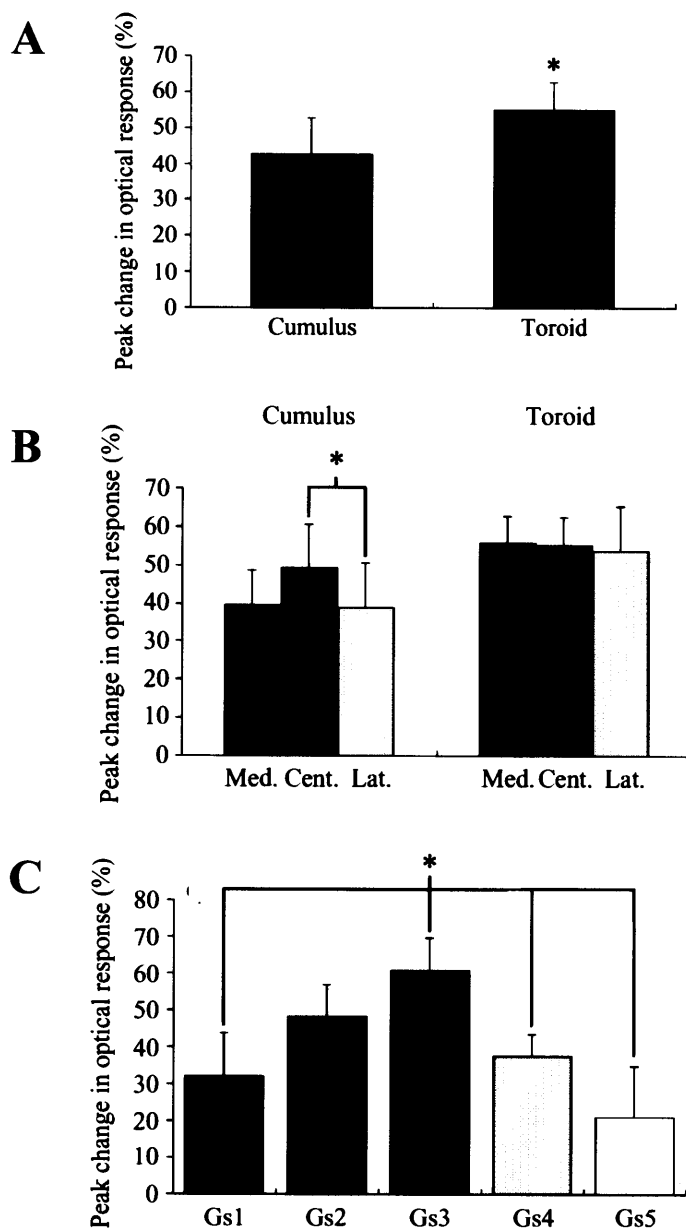 A
Peak change in optical response (%)
70
60
50
40
30
20
10
0
*
Cumulus
Toroid
B
Cumulus
Toroid
Peak change in optical response (%)
70
60
50
40
30
20
10
0
*
Med. Cent. Lat.
Med. Cent. Lat.
C
Peak change in optical response (%)
80
70
60
50
40
30
20
10
0
*
Gs1
Gs2
Gs3
Gs4
Gs5